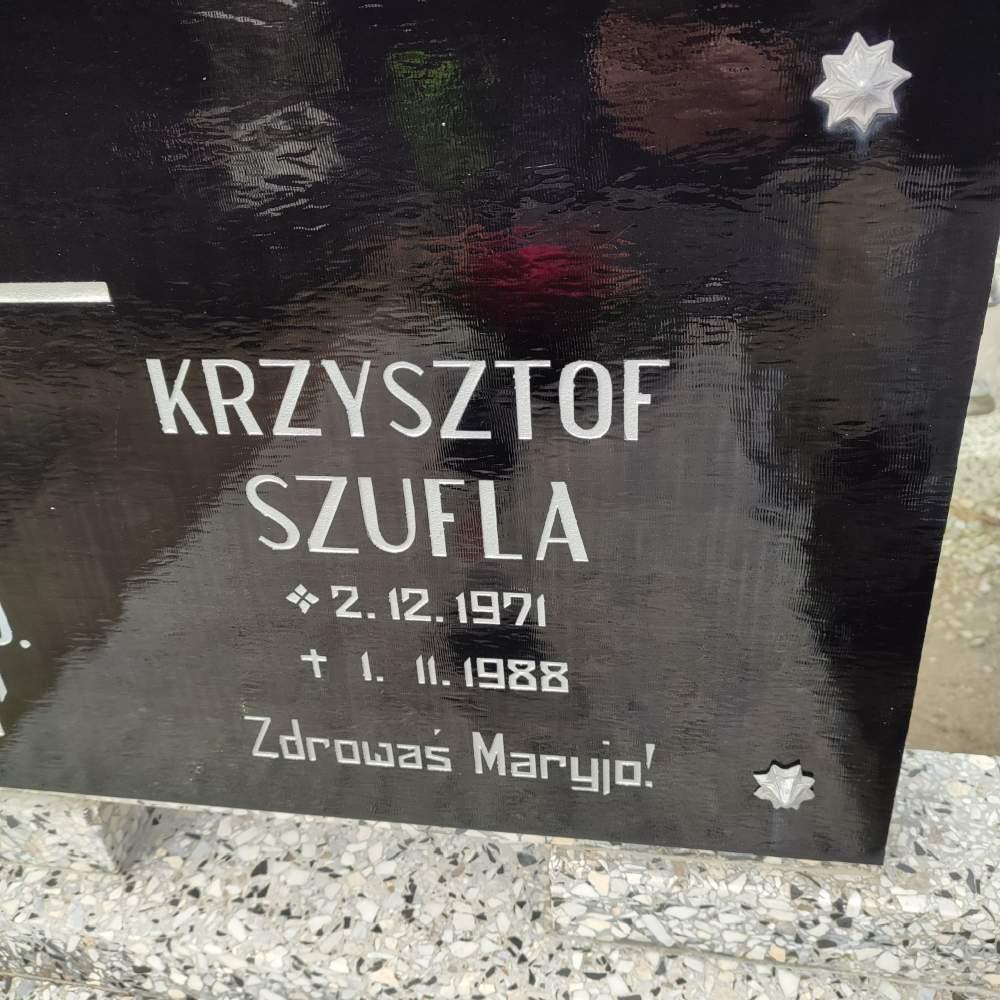 KRZYSZTOF
SZUFLA
2. 12. 1971
✝ 1. 11. 1988
Zdrowaś Maryjo!